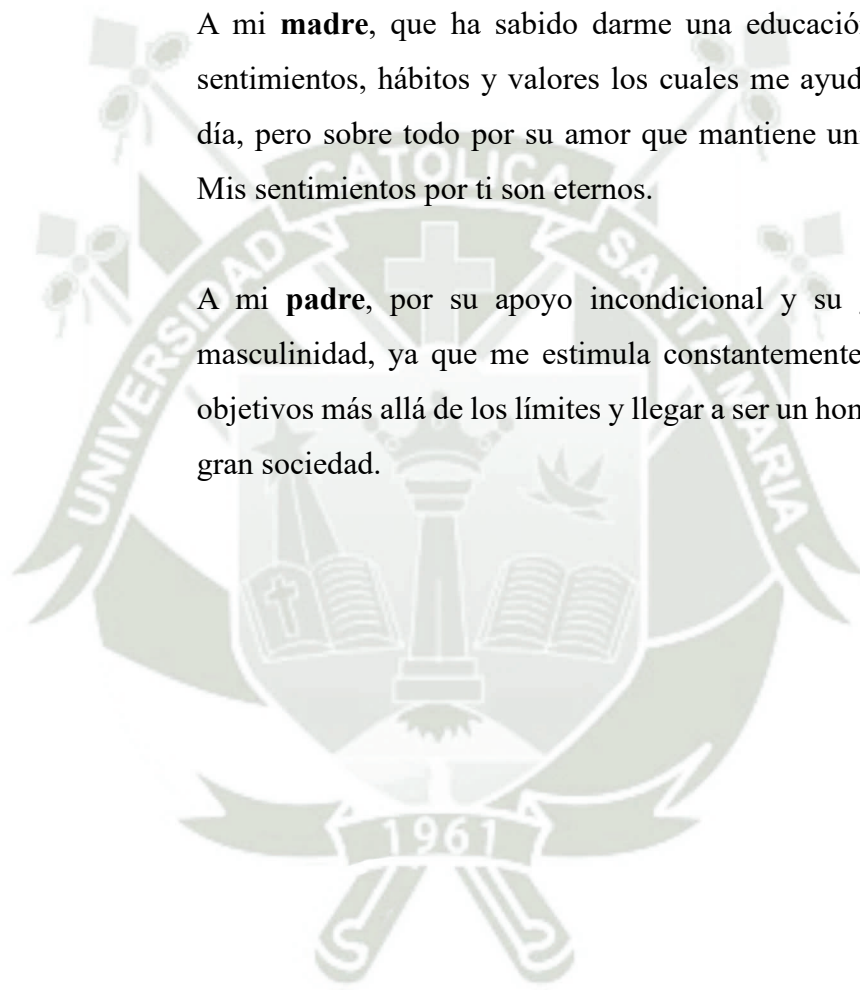 A mi madre, que ha sabido darme una educación
sentimientos, hábitos y valores los cuales me ayud
día, pero sobre todo por su amor que mantiene un
Mis sentimientos por ti son eternos.
A mi padre, por su apoyo incondicional y su
masculinidad, ya que me estimula constantemente
objetivos más allá de los límites y llegar a ser un hom
gran sociedad.
UNIVERSIDAD CATOLICA SANTA MARIA
1961